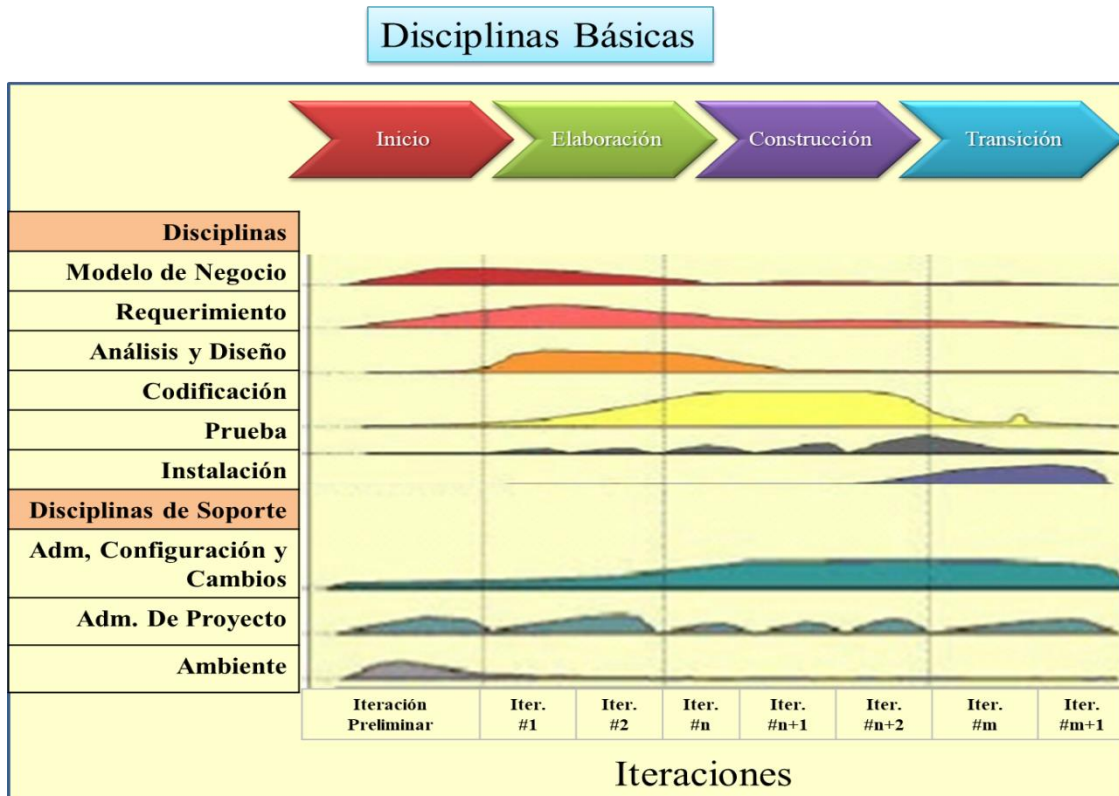 Disciplinas Básicas
Inicio
Elaboración
Construcción
Transición
Disciplinas
Modelo de Negocio
Requerimiento
Análisis y Diseño
Codificación
Prueba
Instalación
Disciplinas de Soporte
Adm, Configuración y
Cambios
Adm. De Proyecto
Ambiente
Iteración
Preliminar
Iter.
#1
Iter.
#2
Iter.
#n
Iter.
#n+1
Iter.
#n+2
Iter.
#m
Iter.
#m+1
Iteraciones